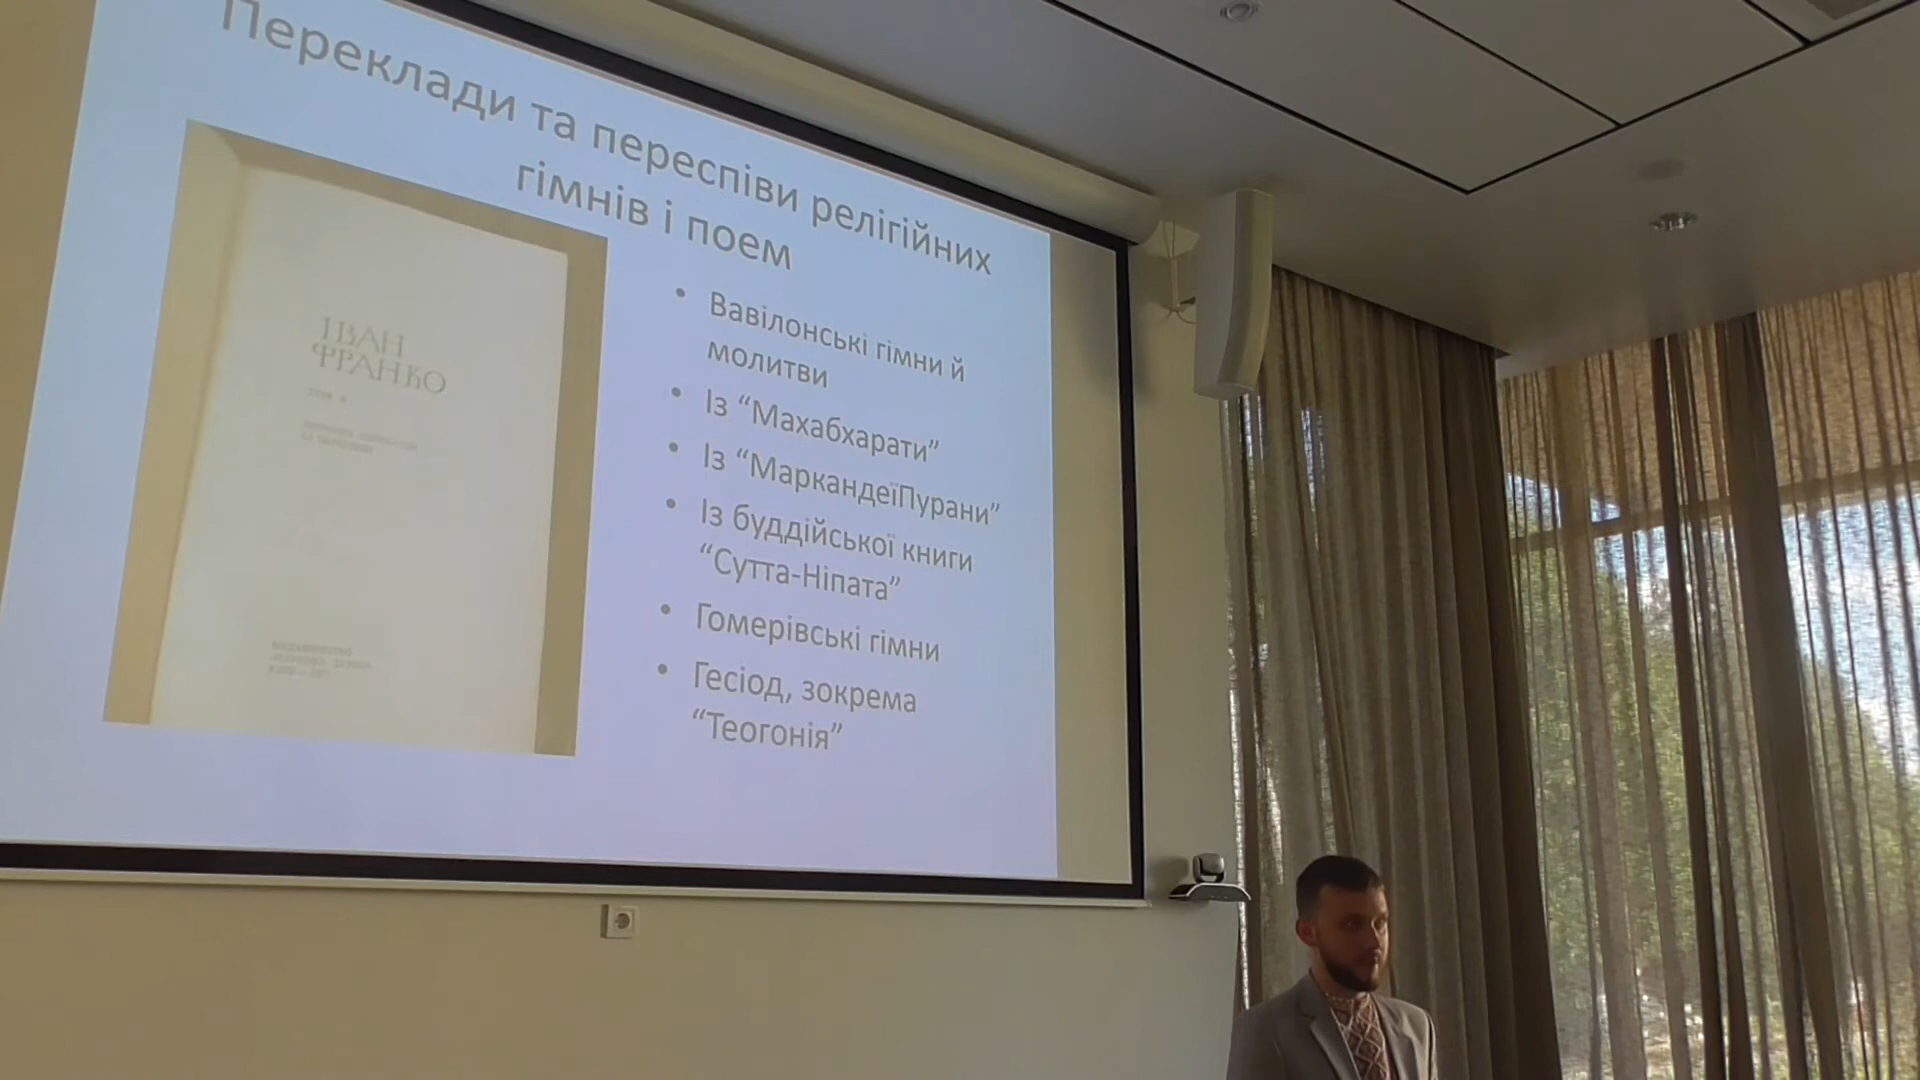 Переклади та переспіви релігійних
гімнів і поем
ІВАН
ФРАНКО
• Вавілонські гімни й
молитви
• Із “Махабхарати”
• Із “МаркандеїПурани”
• Із буддійської книги
“Сутта-Ніпата”
• Гомерівські гімни
• Гесіод, зокрема
“Теогонія”